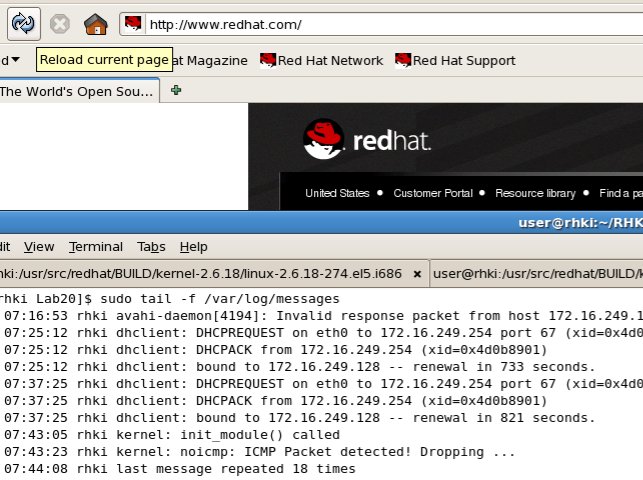 http://www.redhat.com/
d Reload current page at Magazine Red Hat Network Red Hat Support
The World's Open Sou...
redhat.
United States • Customer Portal • Resource library • Find a pa
user@rhki:~/RHK
dit View Terminal Tabs Help
hki:/usr/src/redhat/BUILD/kernel-2.6.18/linux-2.6.18-274.el5.i686 × user@rhki:/usr/src/redhat/BUILD/k
rhki Lab20]$ sudo tail -f /var/log/messages
07:16:53 rhki avahi-daemon[4194]: Invalid response packet from host 172.16.249.1
07:25:12 rhki dhclient: DHCPREQUEST on eth0 to 172.16.249.254 port 67 (xid=0x4d0
07:25:12 rhki dhclient: DHCPACK from 172.16.249.254 (xid=0x4d0b8901)
07:25:12 rhki dhclient: bound to 172.16.249.128 -- renewal in 733 seconds.
07:37:25 rhki dhclient: DHCPREQUEST on eth0 to 172.16.249.254 port 67 (xid=0x4d0
07:37:25 rhki dhclient: DHCPACK from 172.16.249.254 (xid=0x4d0b8901)
07:37:25 rhki dhclient: bound to 172.16.249.128 -- renewal in 821 seconds.
07:43:05 rhki kernel: init_module() called
07:43:23 rhki kernel: noicmp: ICMP Packet detected! Dropping ...
07:44:08 rhki last message repeated 18 times